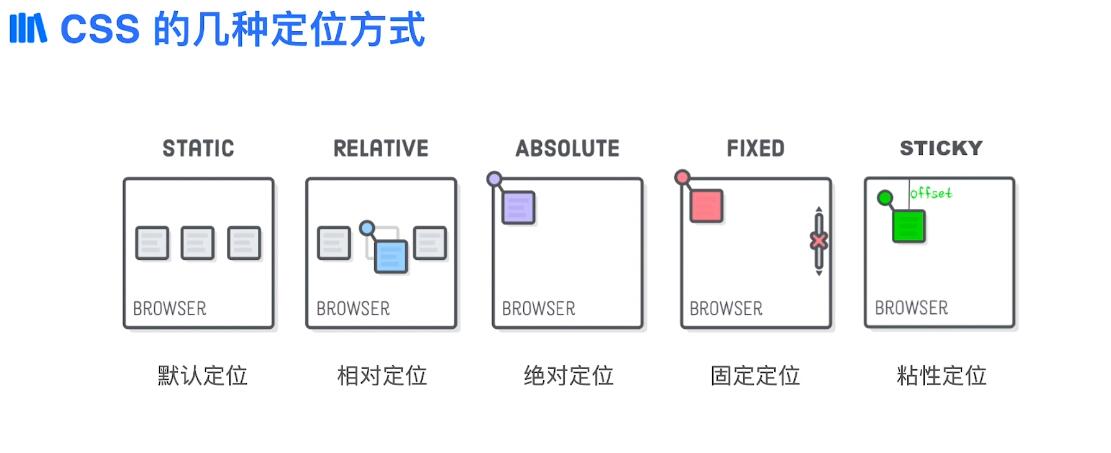 CSS 的几种定位方式
STATIC
RELATIVE
ABSOLUTE
FIXED
STICKY
offset
BROWSER
BROWSER
BROWSER
BROWSER
BROWSER
默认定位
相对定位
绝对定位
固定定位
粘性定位